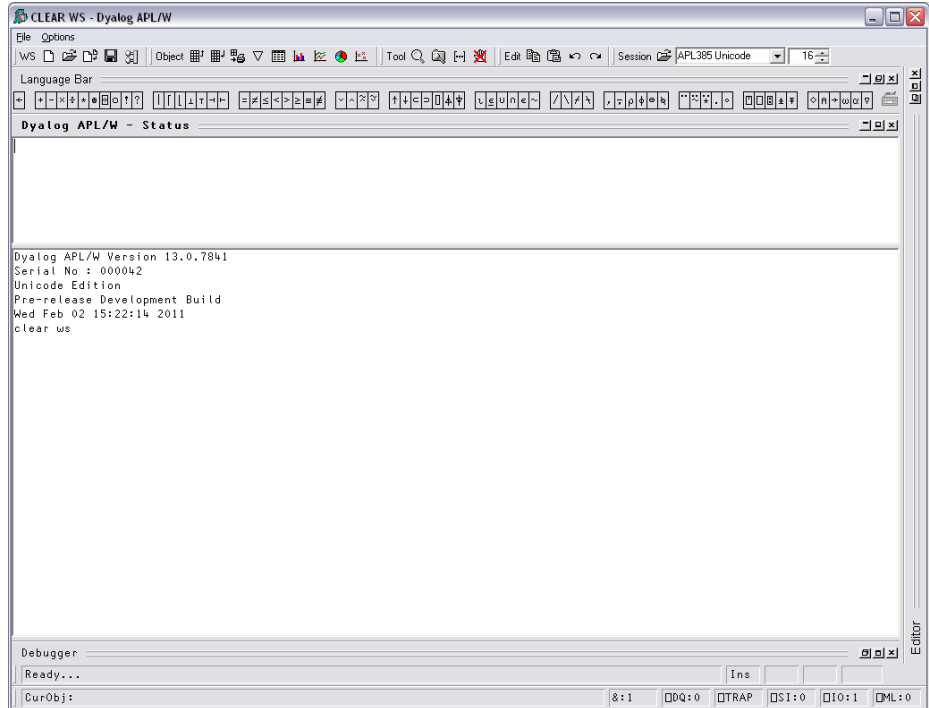 CLEAR WS - Dyalog APL/W
File Options
WS Object Tool Edit Session APL385 Unicode 16
Language Bar
Dyalog APL/W - Status
Dyalog APL/W Version 13.0.7841
Serial No : 000042
Unicode Edition
Pre-release Development Build
Wed Feb 02 15:22:14 2011
clear ws
Editor
Debugger
Ready...
Ins
CurObj:
&:1 ⎕DQ:0 ⎕TRAP ⎕SI:0 ⎕IO:1 ⎕ML:0